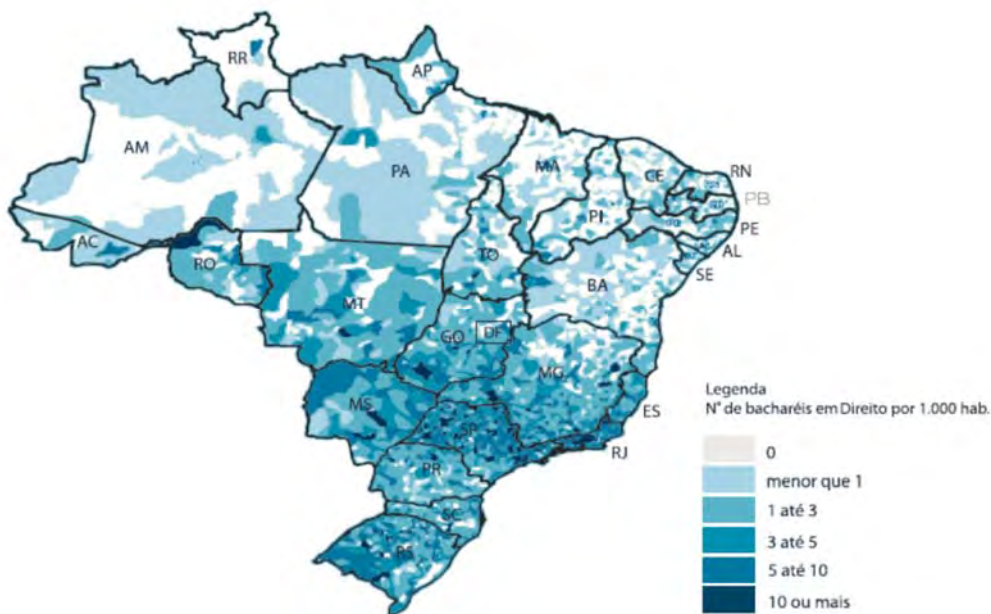 RR
AP
AM
PA
MA
CE
RN
PB
PI
PE
AC
AL
TO
SE
RO
BA
MT
GO
DF
MG
MS
ES
SP
RJ
PR
SC
RS
Legenda
N° de bacharéis em Direito por 1.000 hab.
0
menor que 1
1 até 3
3 até 5
5 até 10
10 ou mais